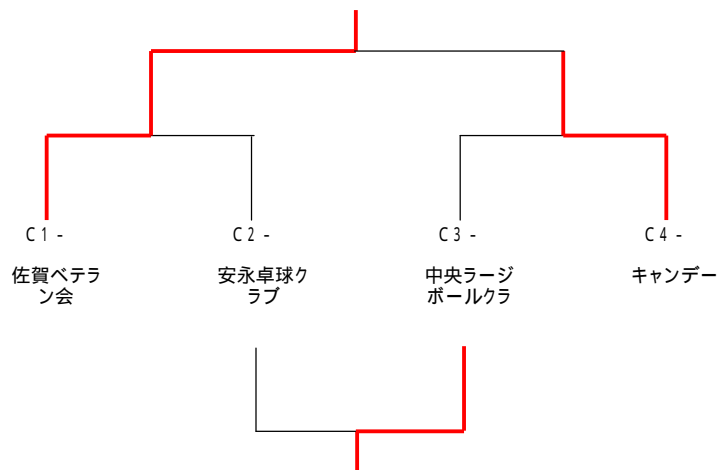 C1- C2- C3- C4-
佐賀ベテラ 安永卓球ク 中央ラージ キャンデー
ン会 ラブ ボールクラ